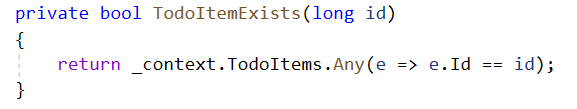 private bool TodoItemExists(long id)
{
    return _context.TodoItems.Any(e => e.Id == id);
}